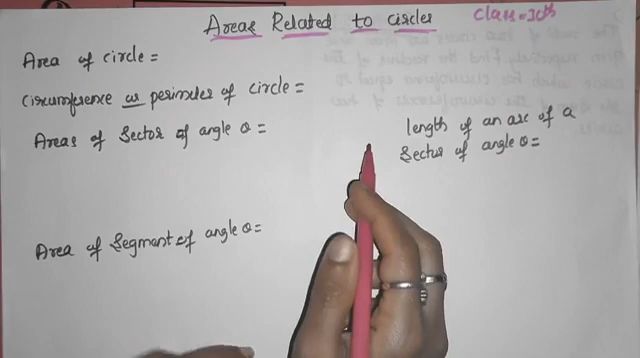 Areas Related to circles
Class-10th
Area of circle =
Circumference or perimeter of circle =
Areas of Sector of angle θ =
length of an arc of a
Sector of angle θ =
Area of Segment of angle θ =